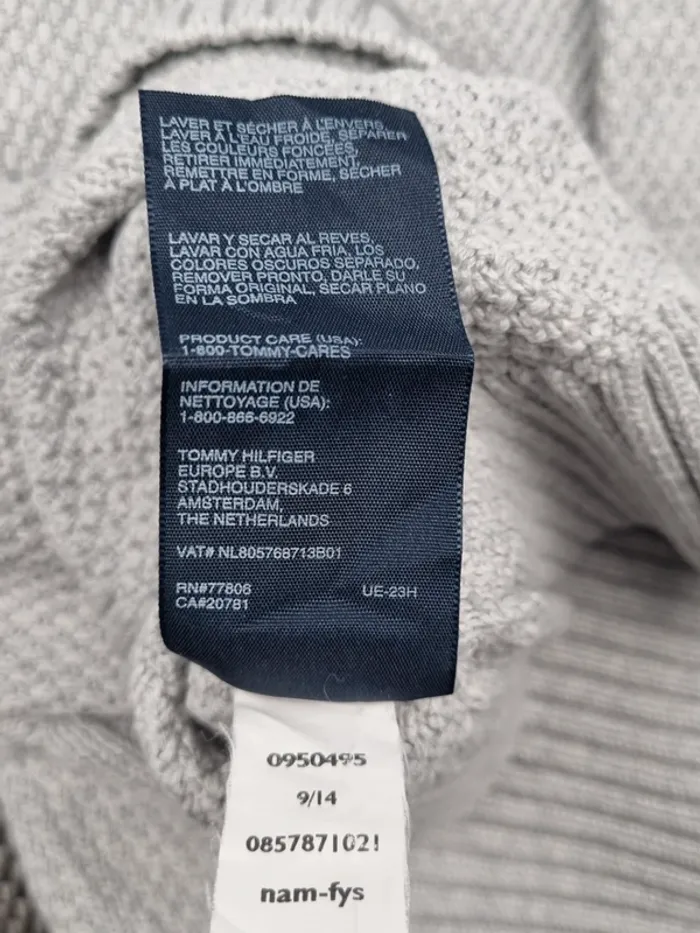 LAVER ET SÉCHER À L'ENVERS,
LAVER À L'EAU FROIDE, SÉPARER
LES COULEURS FONCÉES,
RETIRER IMMÉDIATEMENT,
REMETTRE EN FORME, SÉCHER
À PLAT À L'OMBRE
LAVAR Y SECAR AL REVES,
LAVAR CON AGUA FRIA, LOS
COLORES OSCUROS SEPARADO,
REMOVER PRONTO, DARLE SU
FORMA ORIGINAL, SECAR PLANO
EN LA SOMBRA
PRODUCT CARE (USA):
1-800-TOMMY-CARES
INFORMATION DE
NETTOYAGE (USA):
1-800-866-6922
TOMMY HILFIGER
EUROPE B.V.
STADHOUDERSKADE 6
AMSTERDAM,
THE NETHERLANDS
VAT# NL805768713B01
RN#77806 UE-23H
CA#20781
0950495
9/14
0857871021
nam-fys